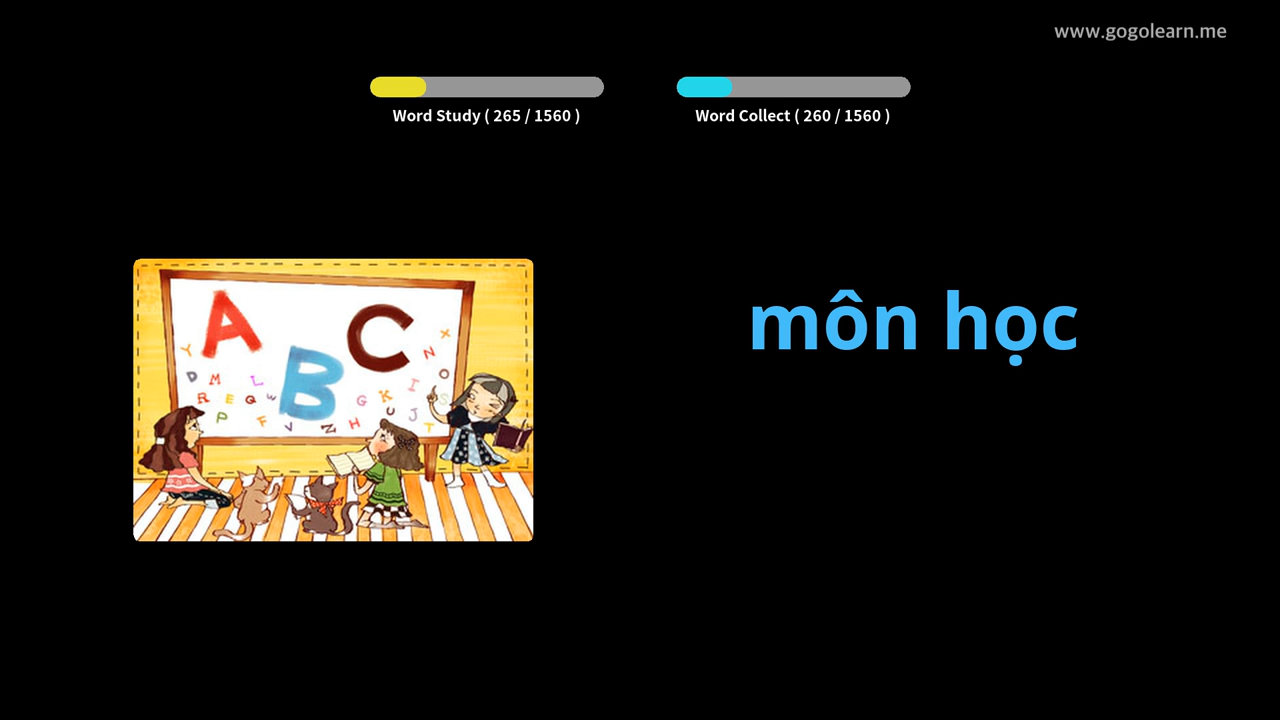 www.gogolearn.me
Word Study ( 265 / 1560 )
Word Collect ( 260 / 1560 )
A
C
B
X
Y
N
D
M
L
O
I
R
E
Q
W
G
K
S
P
F
V
Z
H
U
J
T
môn học